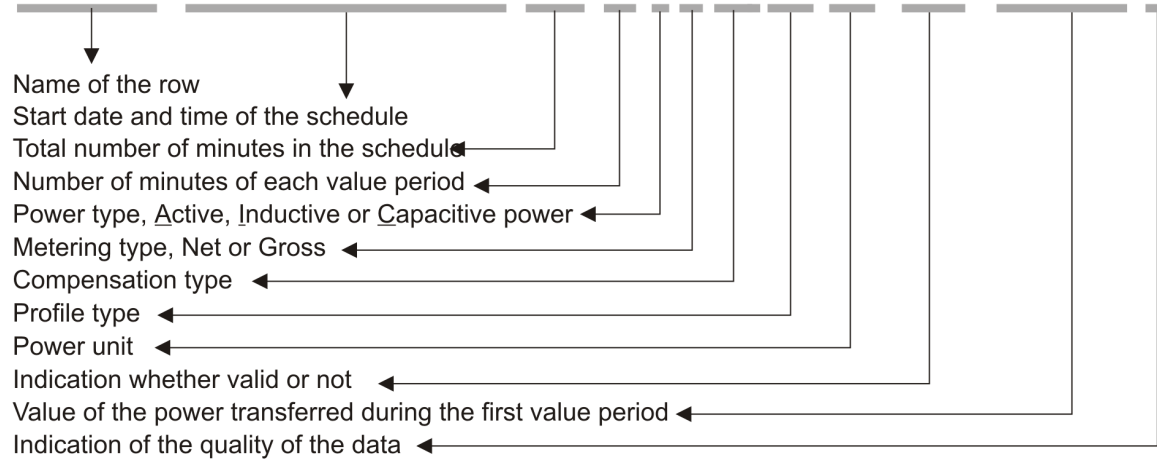 Name of the row
Start date and time of the schedule
Total number of minutes in the schedule
Number of minutes of each value period
Power type, Active, Inductive or Capacitive power
Metering type, Net or Gross
Compensation type
Profile type
Power unit
Indication whether valid or not
Value of the power transferred during the first value period
Indication of the quality of the data